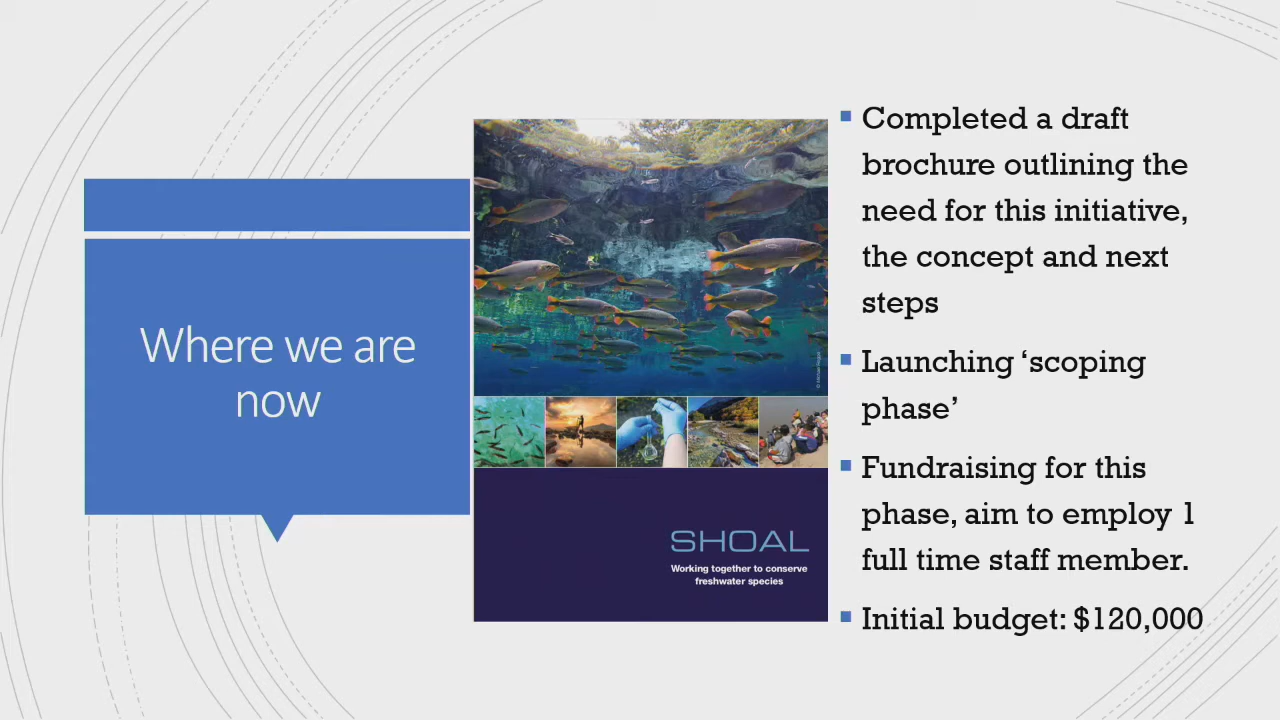 Where we are
now
SHOAL
Working together to conserve
freshwater species
Completed a draft
brochure outlining the
need for this initiative,
the concept and next
steps
Launching ‘scoping
phase’
Fundraising for this
phase, aim to employ 1
full time staff member.
Initial budget: $120,000